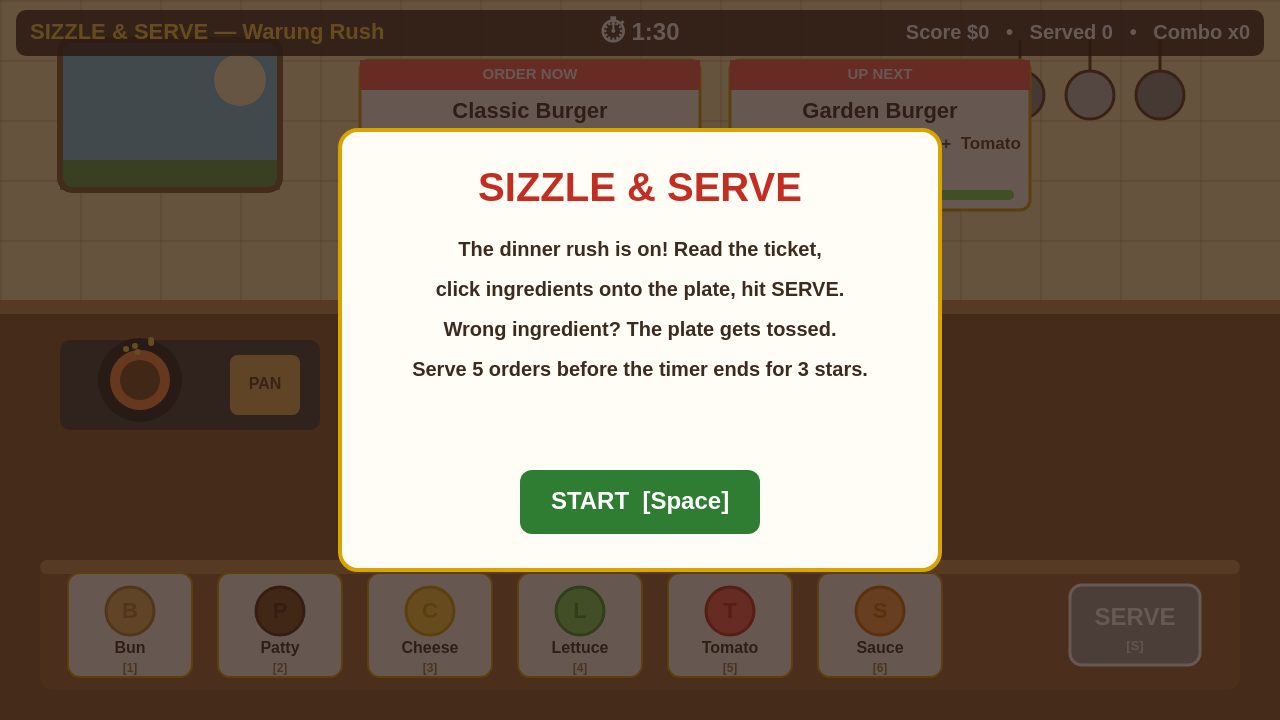 SIZZLE & SERVE — Warung Rush
⏱ 1:30
Score $0 • Served 0 • Combo x0
ORDER NOW
UP NEXT
Classic Burger
Garden Burger
+ Tomato
SIZZLE & SERVE
The dinner rush is on! Read the ticket,
click ingredients onto the plate, hit SERVE.
Wrong ingredient? The plate gets tossed.
Serve 5 orders before the timer ends for 3 stars.
PAN
START [Space]
B
P
C
L
T
S
Bun
Patty
Cheese
Lettuce
Tomato
Sauce
[1]
[2]
[3]
[4]
[5]
[6]
SERVE
[S]